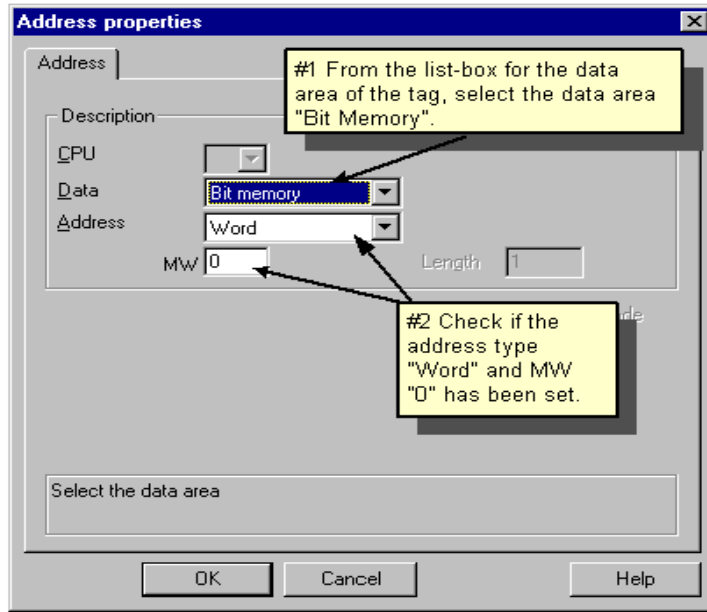 Address properties
Address
#1 From the list-box for the data
area of the tag, select the data area
"Bit Memory".
Description
CPU
Data
Bit memory
Address
Word
MW 0
Length 1
#2 Check if the
address type
"Word" and MW
"0" has been set.
Select the data area
OK
Cancel
Help